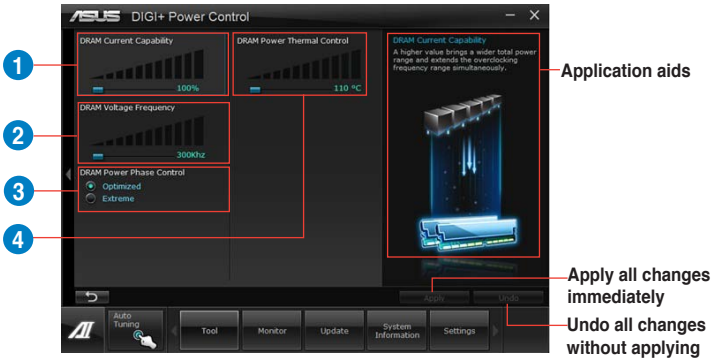 ASUS DIGI+ Power Control
DRAM Current Capability
100%
DRAM Power Thermal Control
110 ºC
DRAM Current Capability
A higher value brings a wider total power
range and extends the overclocking
frequency range simultaneously.
Application aids
1
DRAM Voltage Frequency
300Khz
2
DRAM Power Phase Control
Optimized
Extreme
3
4
Apply
Undo
Apply all changes
immediately
Undo all changes
without applying
Auto
Tuning
Tool
Monitor
Update
System
Information
Settings